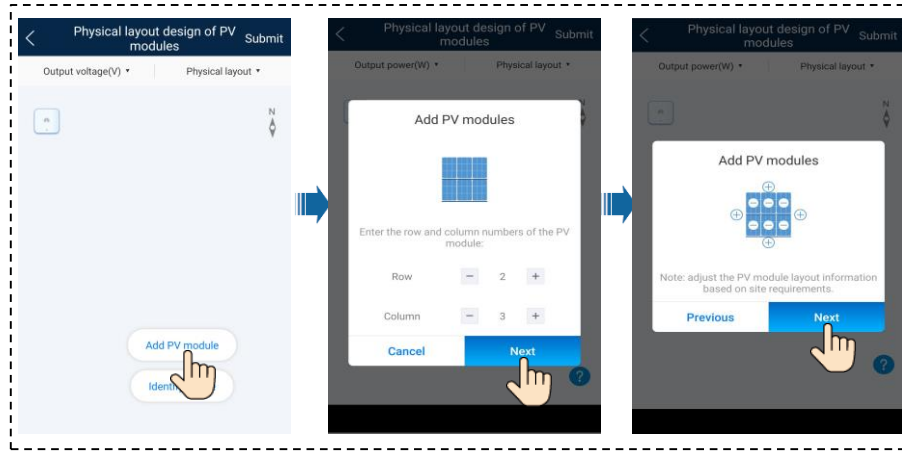 Physical layout design of PV
modules
Submit
Output voltage(V)
Physical layout
N
Add PV module
Physical layout design of PV
modules
Submit
Output power(W)
Physical layout
N
Add PV modules
Enter the row and column numbers of the PV
module:
Row
−
2
+
Column
−
3
+
Cancel
Next
?
Physical layout design of PV
modules
Submit
Output power(W)
Physical layout
N
Add PV modules
Note: adjust the PV module layout information
based on site requirements.
Previous
Next
?